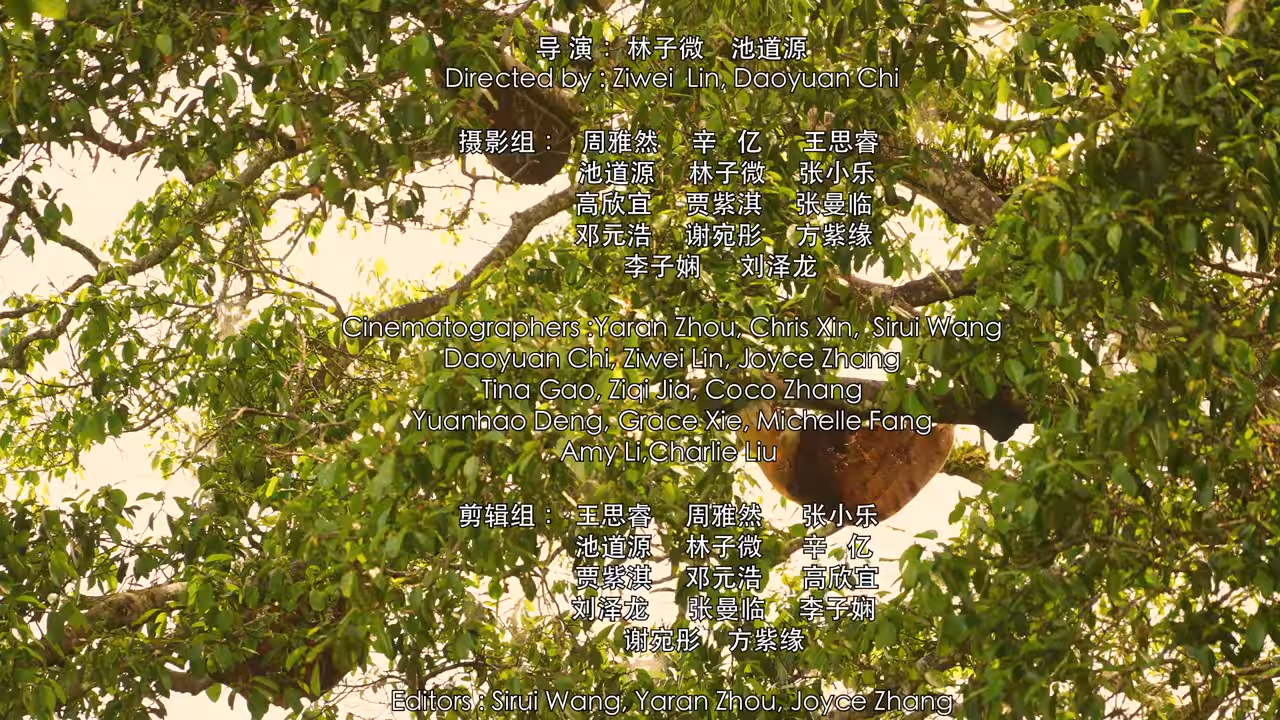 导 演： 林子微 池道源
Directed by : Ziwei Lin, Daoyuan Chi
摄影组： 周雅然 辛 亿 王思睿
池道源 林子微 张小乐
高欣宜 贾紫淇 张曼临
邓元浩 谢宛彤 方紫缘
李子娴 刘泽龙
Cinematographers :Yaran Zhou, Chris Xin, Sirui Wang
Daoyuan Chi, Ziwei Lin, Joyce Zhang
Tina Gao, Ziqi Jia, Coco Zhang
Yuanhao Deng, Grace Xie, Michelle Fang
Amy Li,Charlie Liu
剪辑组： 王思睿 周雅然 张小乐
池道源 林子微 辛 亿
贾紫淇 邓元浩 高欣宜
刘泽龙 张曼临 李子娴
谢宛彤 方紫缘
Editors : Sirui Wang, Yaran Zhou, Joyce Zhang